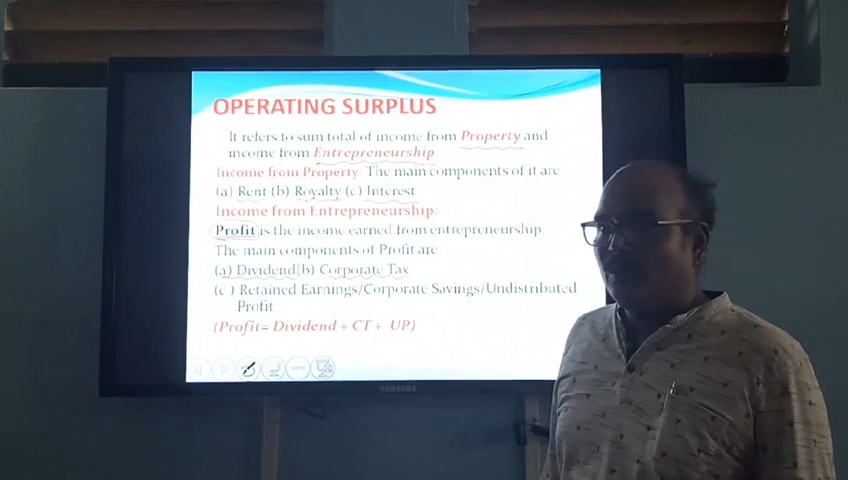 OPERATING SURPLUS
It refers to sum total of income from Property and
income from Entrepreneurship.
Income from Property: The main components of it are
(a) Rent (b) Royalty (c) Interest
Income from Entrepreneurship:
Profit is the income earned from entrepreneurship.
The main components of Profit are
(a) Dividend(b) Corporate Tax
(c ) Retained Earnings/Corporate Savings/Undistributed
Profit
(Profit= Dividend + CT + UP)
SAMSUNG